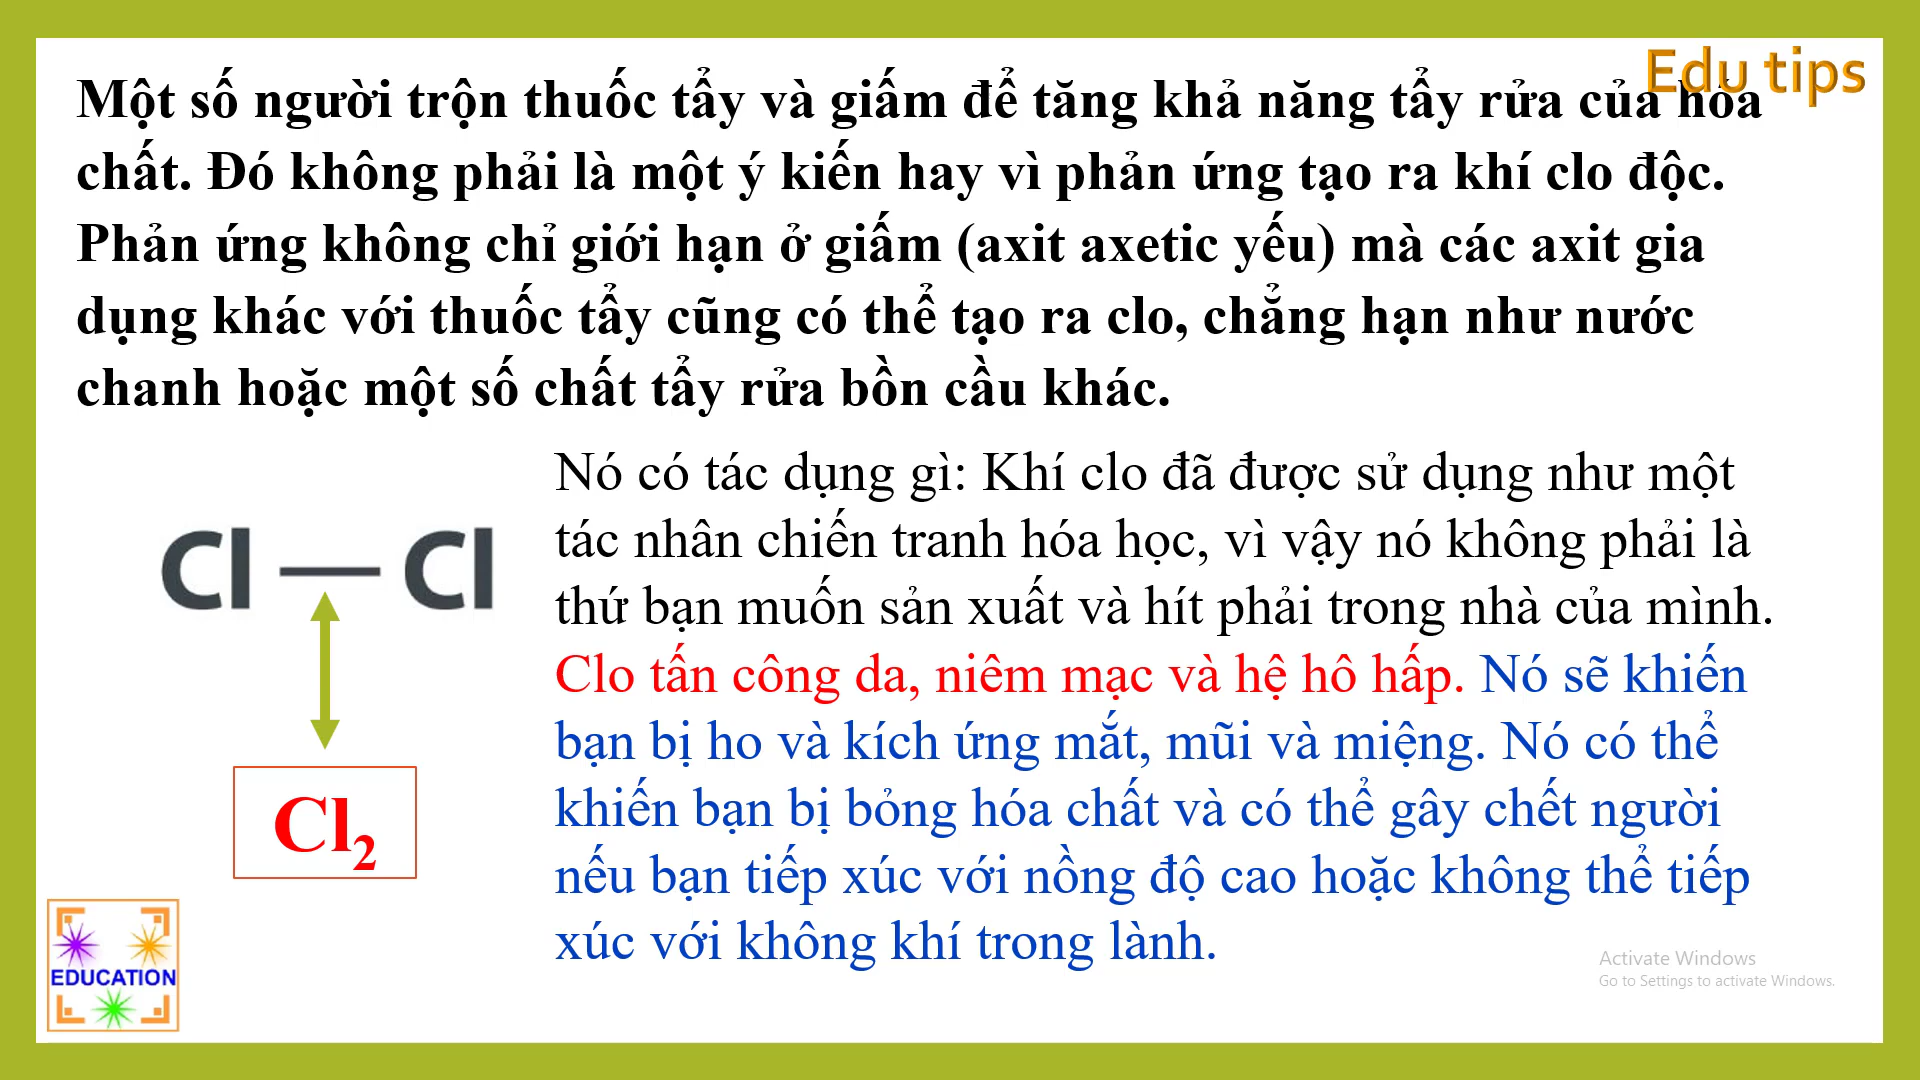 Edu tips
Một số người trộn thuốc tẩy và giấm để tăng khả năng tẩy rửa của hóa
chất. Đó không phải là một ý kiến hay vì phản ứng tạo ra khí clo độc.
Phản ứng không chỉ giới hạn ở giấm (axit axetic yếu) mà các axit gia
dụng khác với thuốc tẩy cũng có thể tạo ra clo, chẳng hạn như nước
chanh hoặc một số chất tẩy rửa bồn cầu khác.
Nó có tác dụng gì: Khí clo đã được sử dụng như một
tác nhân chiến tranh hóa học, vì vậy nó không phải là
thứ bạn muốn sản xuất và hít phải trong nhà của mình.
Clo tấn công da, niêm mạc và hệ hô hấp. Nó sẽ khiến
bạn bị ho và kích ứng mắt, mũi và miệng. Nó có thể
khiến bạn bị bỏng hóa chất và có thể gây chết người
nếu bạn tiếp xúc với nồng độ cao hoặc không thể tiếp
xúc với không khí trong lành.
Cl — Cl
Cl₂
EDUCATION
Activate Windows
Go to Settings to activate Windows.